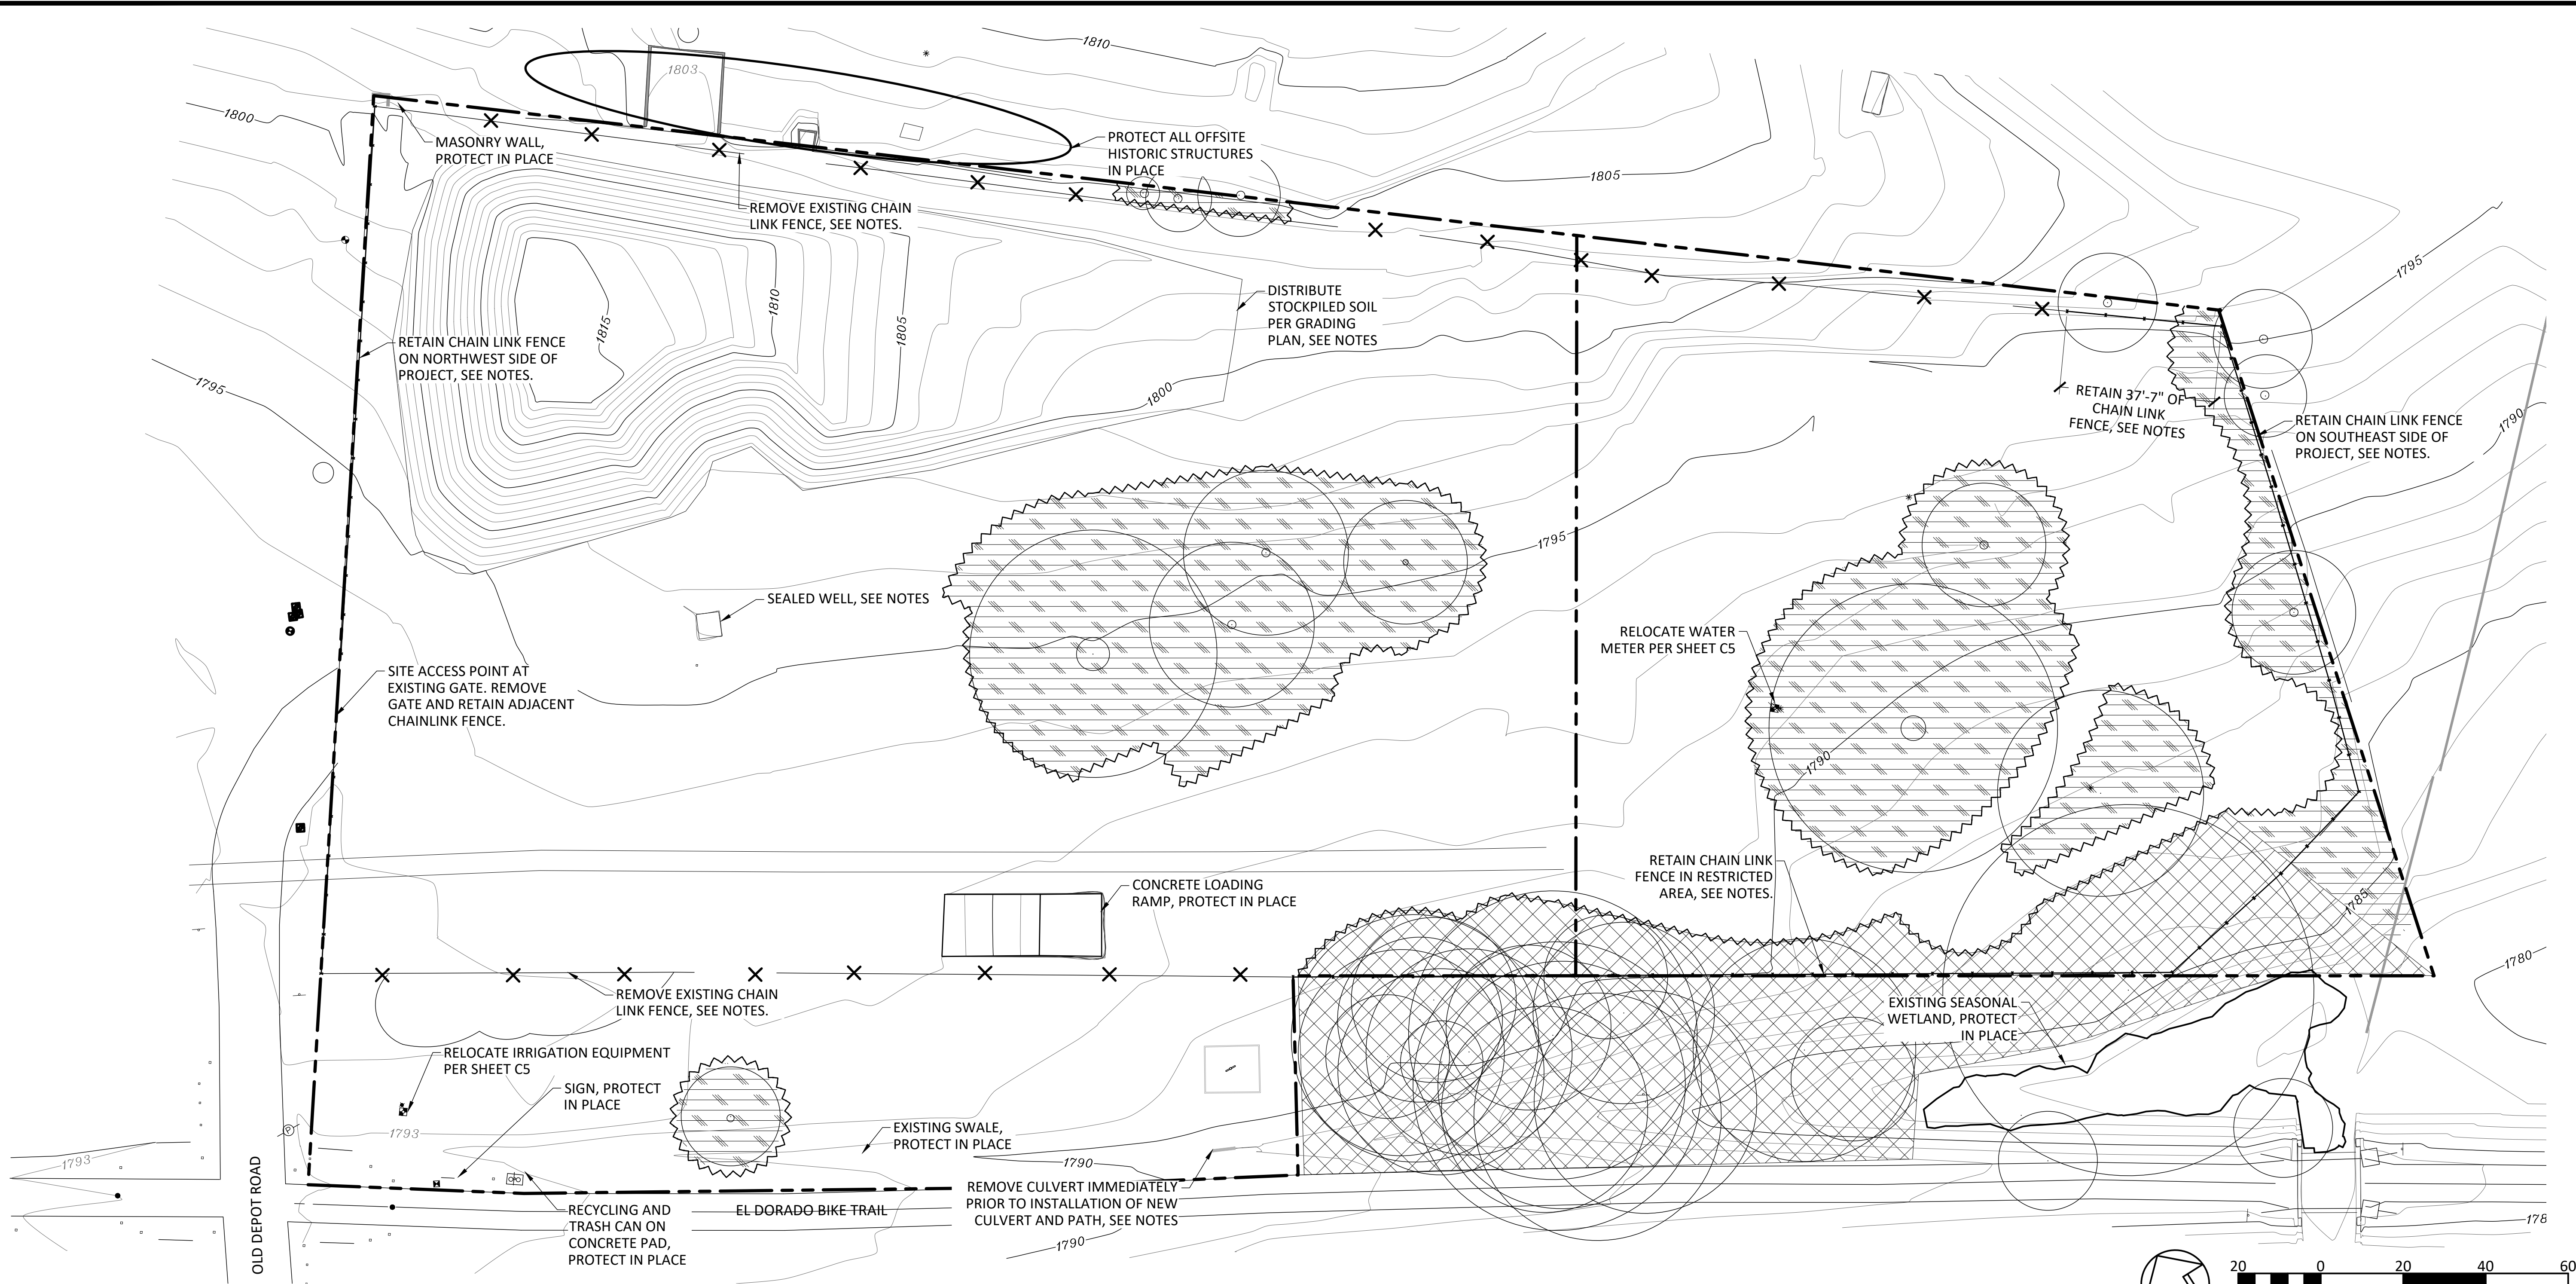 1810
1803
1800
MASONRY WALL,
PROTECT IN PLACE
PROTECT ALL OFFSITE
HISTORIC STRUCTURES
IN PLACE
1805
REMOVE EXISTING CHAIN
LINK FENCE, SEE NOTES.
1795
DISTRIBUTE
STOCKPILED SOIL
PER GRADING
PLAN, SEE NOTES
1815
1810
1805
RETAIN CHAIN LINK FENCE
ON NORTHWEST SIDE OF
PROJECT, SEE NOTES.
1795
1800
RETAIN 37'-7" OF
CHAIN LINK
FENCE, SEE NOTES
RETAIN CHAIN LINK FENCE
ON SOUTHEAST SIDE OF
PROJECT, SEE NOTES.
1790
1795
SEALED WELL, SEE NOTES
RELOCATE WATER
METER PER SHEET C5
SITE ACCESS POINT AT
EXISTING GATE. REMOVE
GATE AND RETAIN ADJACENT
CHAINLINK FENCE.
1790
RETAIN CHAIN LINK
FENCE IN RESTRICTED
AREA, SEE NOTES.
CONCRETE LOADING
RAMP, PROTECT IN PLACE
1785
1780
REMOVE EXISTING CHAIN
LINK FENCE, SEE NOTES.
EXISTING SEASONAL
WETLAND, PROTECT
IN PLACE
RELOCATE IRRIGATION EQUIPMENT
PER SHEET C5
SIGN, PROTECT
IN PLACE
1793
EXISTING SWALE,
PROTECT IN PLACE
1793
1790
OLD DEPOT ROAD
REMOVE CULVERT IMMEDIATELY
PRIOR TO INSTALLATION OF NEW
CULVERT AND PATH, SEE NOTES
RECYCLING AND
TRASH CAN ON
CONCRETE PAD,
PROTECT IN PLACE
EL DORADO BIKE TRAIL
1790
178
20 0 20 40 60